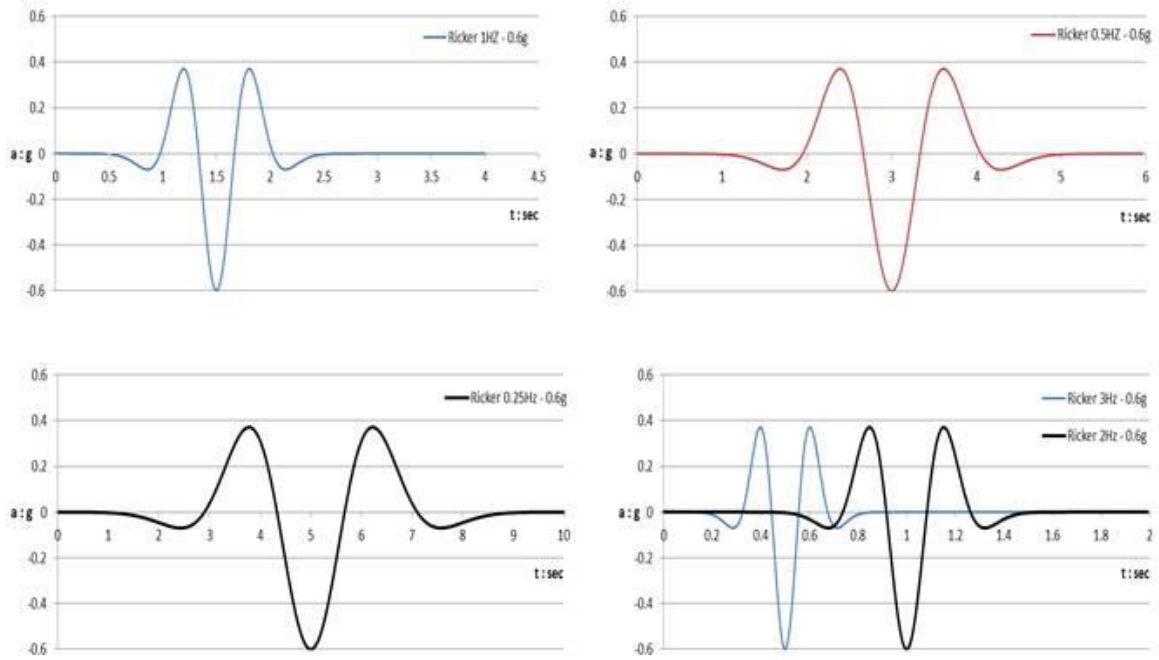 0.6
0.4
0.2
a:g 0
-0.2
-0.4
-0.6
0 0.5 1 1.5 2 2.5 3 3.5 4 4.5
t:sec
Ricker 1HZ - 0.6g
0.6
0.4
0.2
a:g 0
-0.2
-0.4
-0.6
0 1 2 3 4 5 6
t:sec
Ricker 0.5HZ - 0.6g
0.6
0.4
0.2
a:g 0
-0.2
-0.4
-0.6
0 1 2 3 4 5 6 7 8 9 10
t:sec
Ricker 0.25Hz - 0.6g
0.6
0.4
0.2
a:g 0
-0.2
-0.4
-0.6
0 0.2 0.4 0.6 0.8 1 1.2 1.4 1.6 1.8 2
t:sec
Ricker 3Hz - 0.6g
Ricker 2Hz - 0.6g